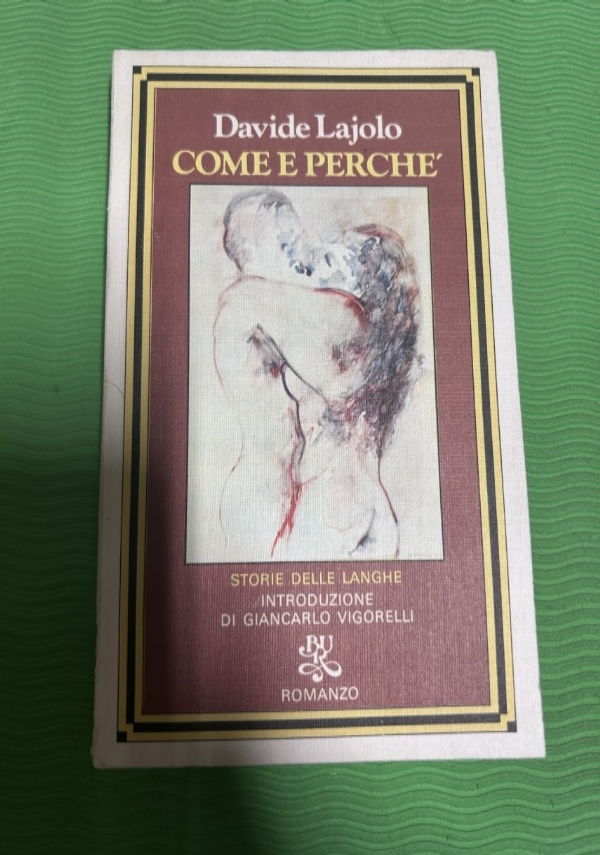 Davide Lajolo
COME E PERCHE´
STORIE DELLE LANGHE
INTRODUZIONE
DI GIANCARLO VIGORELLI
BUR
ROMANZO